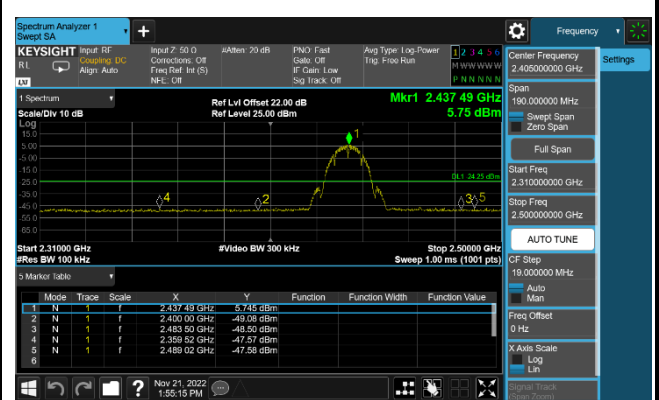 Spectrum Analyzer 1
Swept SA
Frequency
KEYSIGHT Input: RF Input Z: 50 Ω #Atten: 20 dB PNO: Fast Avg Type: Log-Power 1 2 3 4 5 6
RL Coupling: DC Corrections: Off Gate: Off Trig: Free Run M W W W W W
Align: Auto Freq Ref: Int (S) IF Gain: Low
NFE: Off Sig Track: Off P N N N N N
LXI
1 Spectrum
Ref Lvl Offset 22.00 dB Mkr1 2.437 49 GHz
Scale/Div 10 dB Ref Level 25.00 dBm 5.75 dBm
Log
15.0
5.00
-5.00
-15.0
-25.0
-35.0
-45.0
-55.0
-65.0
1
DL1 -24.25 dBm
4
2
3
5
Start 2.31000 GHz #Video BW 300 kHz Stop 2.50000 GHz
#Res BW 100 kHz Sweep 1.00 ms (1001 pts)
5 Marker Table
Mode Trace Scale X Y Function Function Width Function Value
1 N 1 f 2.437 49 GHz 5.745 dBm
2 N 1 f 2.400 00 GHz -49.08 dBm
3 N 1 f 2.483 50 GHz -48.50 dBm
4 N 1 f 2.359 52 GHz -47.57 dBm
5 N 1 f 2.489 02 GHz -47.58 dBm
6
Nov 21, 2022
1:55:15 PM
Center Frequency
2.405000000 GHz
Settings
Span
190.000000 MHz
Swept Span
Zero Span
Full Span
Start Freq
2.310000000 GHz
Stop Freq
2.500000000 GHz
AUTO TUNE
CF Step
19.000000 MHz
Auto
Man
Freq Offset
0 Hz
X Axis Scale
Log
Lin
Signal Track
(Span Zoom)